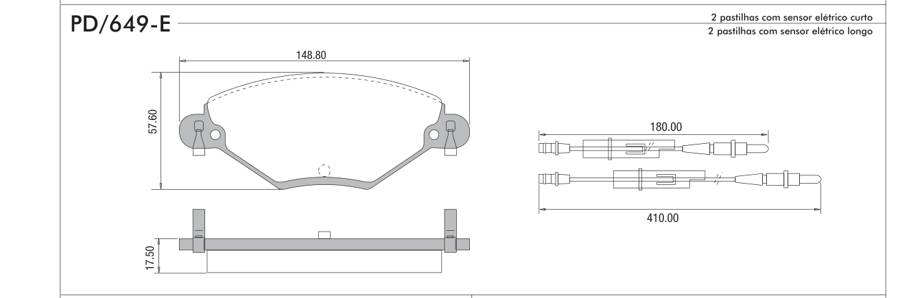 PD/649-E
2 pastilhas com sensor elétrico curto
2 pastilhas com sensor elétrico longo
148.80
57.60
180.00
410.00
17.50